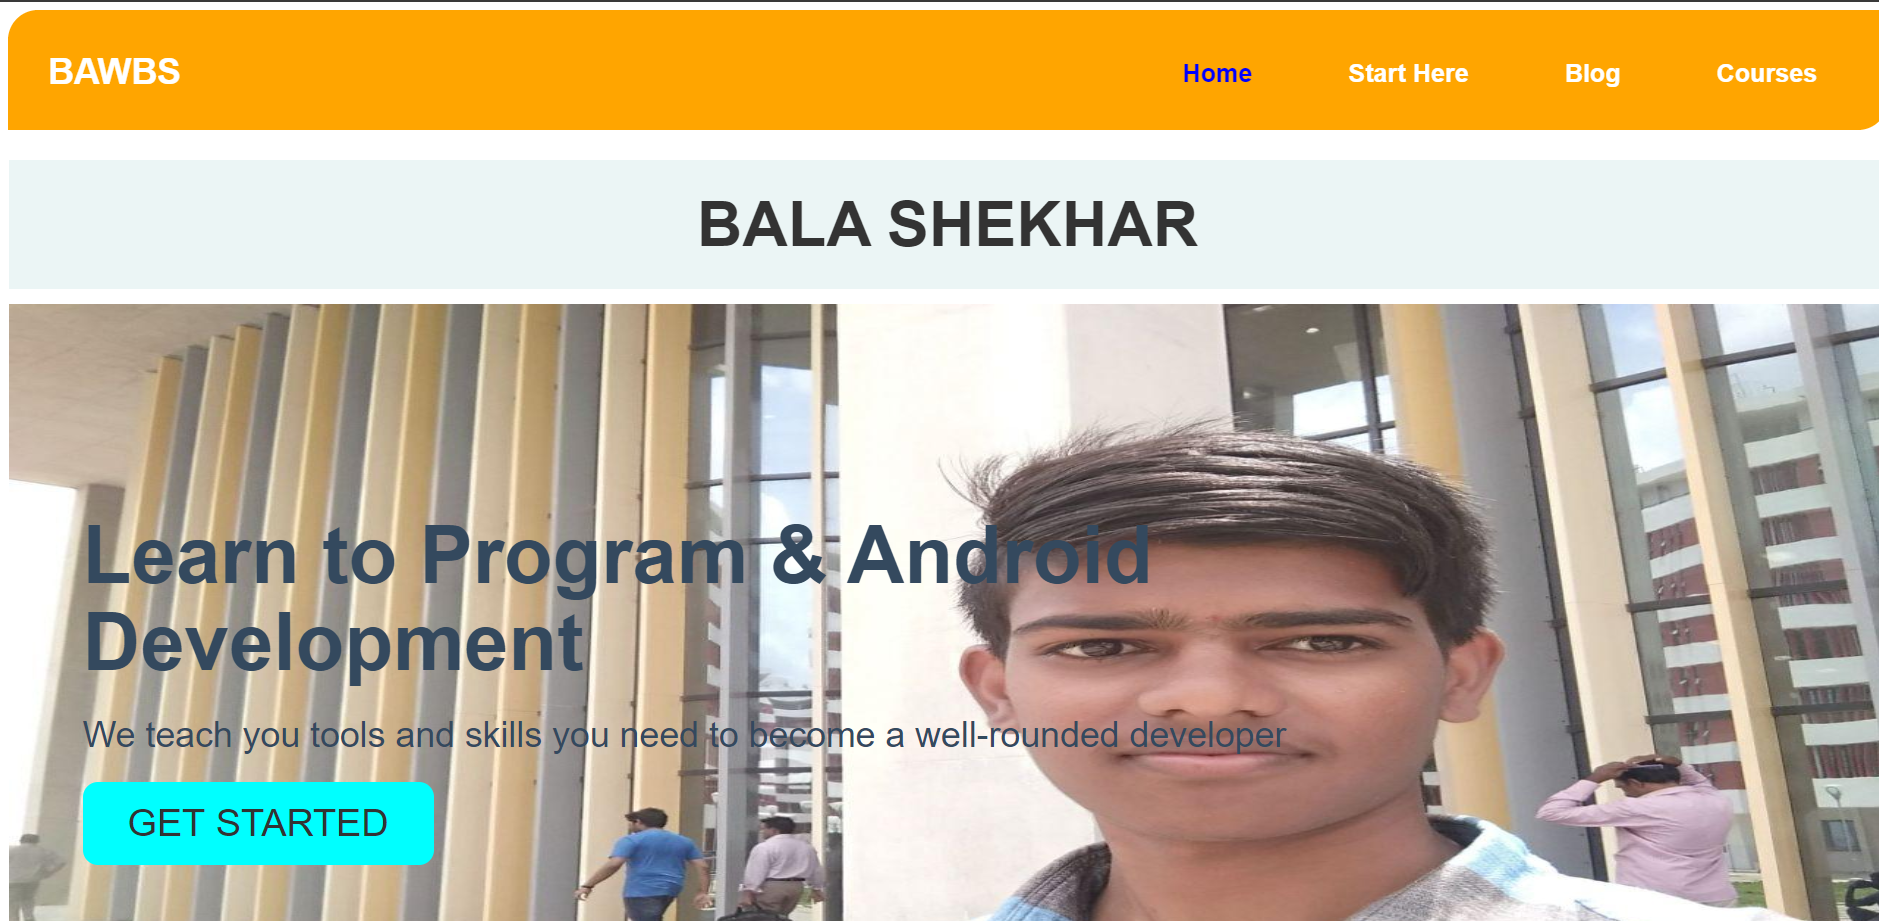 BAWBS
Home Start Here Blog Courses
BALA SHEKHAR
Learn to Program & Android
Development
We teach you tools and skills you need to become a well-rounded developer
GET STARTED